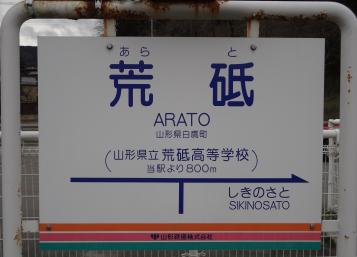 あら と
荒 砥
ARATO
山形県白鷹町
(山形県立 荒砥高等学校)
当駅より800m
しきのさと
SIKINOSATO
山形鉄道株式会社